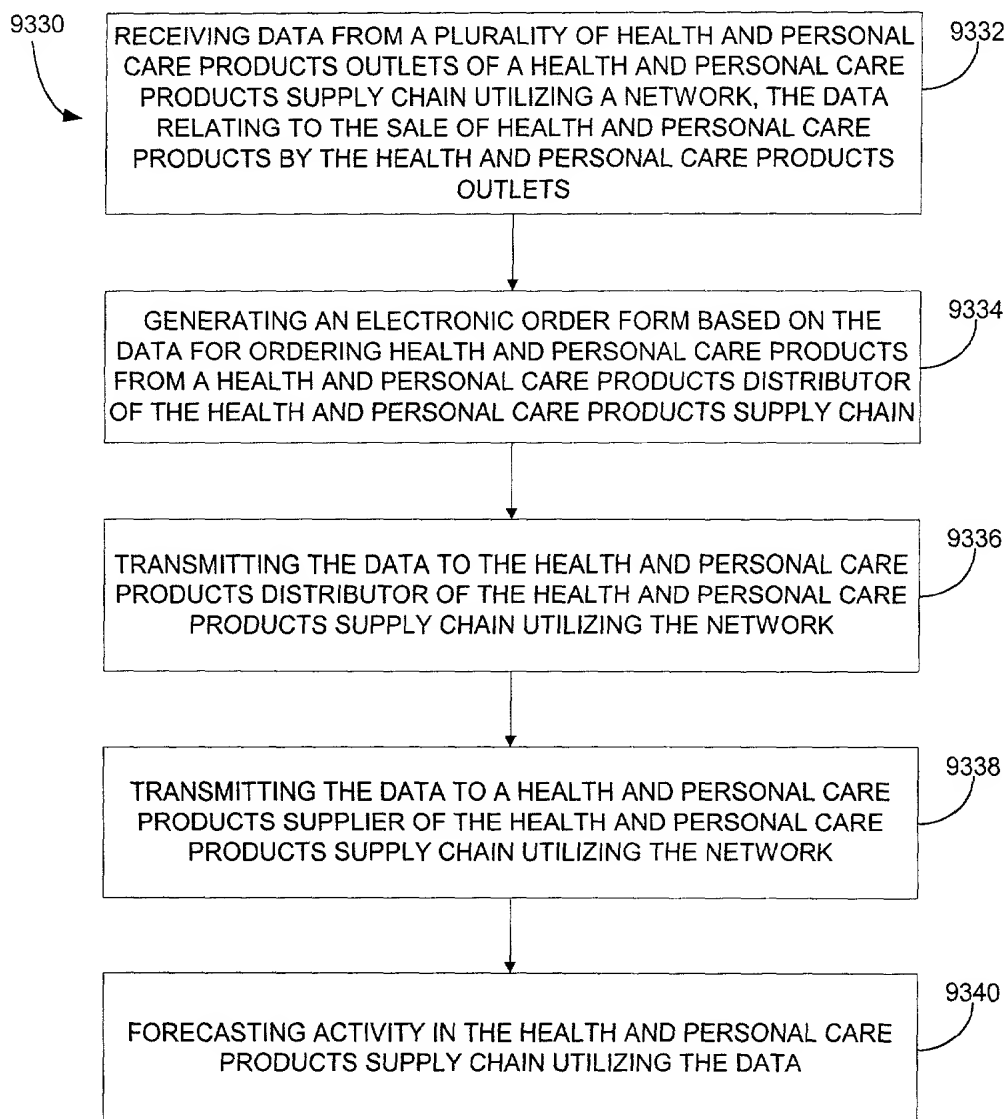 9330
9332
RECEIVING DATA FROM A PLURALITY OF HEALTH AND PERSONAL
CARE PRODUCTS OUTLETS OF A HEALTH AND PERSONAL CARE
PRODUCTS SUPPLY CHAIN UTILIZING A NETWORK, THE DATA
RELATING TO THE SALE OF HEALTH AND PERSONAL CARE
PRODUCTS BY THE HEALTH AND PERSONAL CARE PRODUCTS
OUTLETS
9334
GENERATING AN ELECTRONIC ORDER FORM BASED ON THE
DATA FOR ORDERING HEALTH AND PERSONAL CARE PRODUCTS
FROM A HEALTH AND PERSONAL CARE PRODUCTS DISTRIBUTOR
OF THE HEALTH AND PERSONAL CARE PRODUCTS SUPPLY CHAIN
9336
TRANSMITTING THE DATA TO THE HEALTH AND PERSONAL CARE
PRODUCTS DISTRIBUTOR OF THE HEALTH AND PERSONAL CARE
PRODUCTS SUPPLY CHAIN UTILIZING THE NETWORK
9338
TRANSMITTING THE DATA TO A HEALTH AND PERSONAL CARE
PRODUCTS SUPPLIER OF THE HEALTH AND PERSONAL CARE
PRODUCTS SUPPLY CHAIN UTILIZING THE NETWORK
9340
FORECASTING ACTIVITY IN THE HEALTH AND PERSONAL CARE
PRODUCTS SUPPLY CHAIN UTILIZING THE DATA